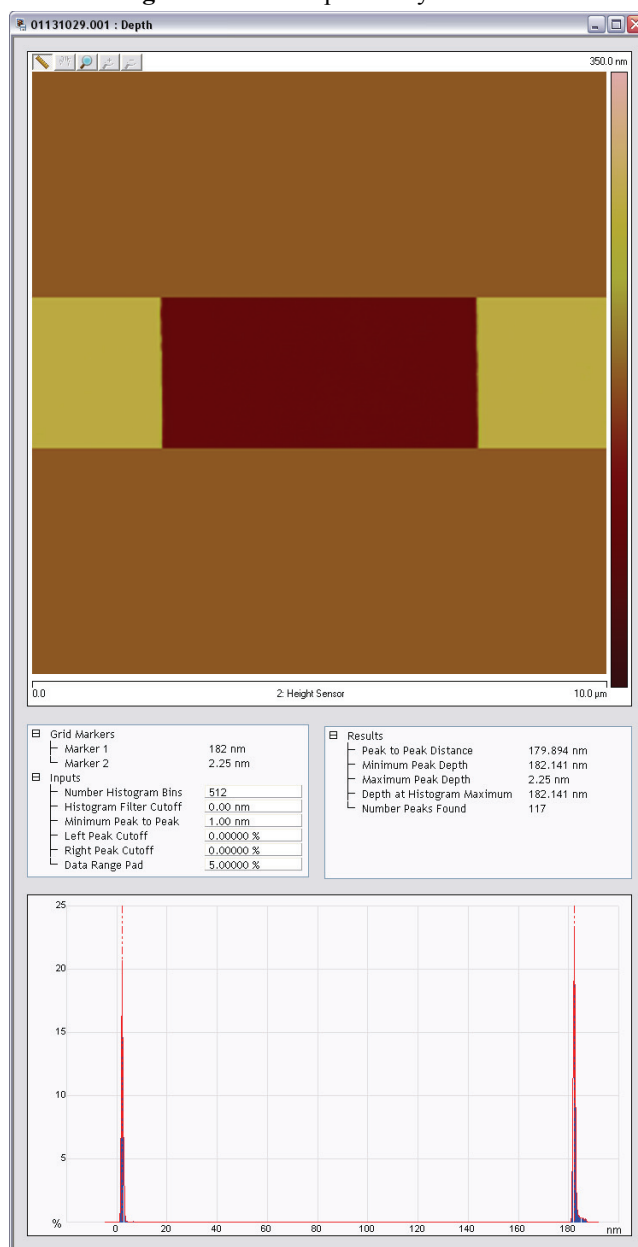 01131029.001 : Depth
350.0 nm
0.0 2: Height Sensor 10.0 µm
Grid Markers
Marker 1 182 nm
Marker 2 2.25 nm
Inputs
Number Histogram Bins 512
Histogram Filter Cutoff 0.00 nm
Minimum Peak to Peak 1.00 nm
Left Peak Cutoff 0.00000 %
Right Peak Cutoff 0.00000 %
Data Range Pad 5.00000 %
Results
Peak to Peak Distance 179.894 nm
Minimum Peak Depth 182.141 nm
Maximum Peak Depth 2.25 nm
Depth at Histogram Maximum 182.141 nm
Number Peaks Found 117
25
20
15
10
5
%
0 20 40 60 80 100 120 140 160 180 nm